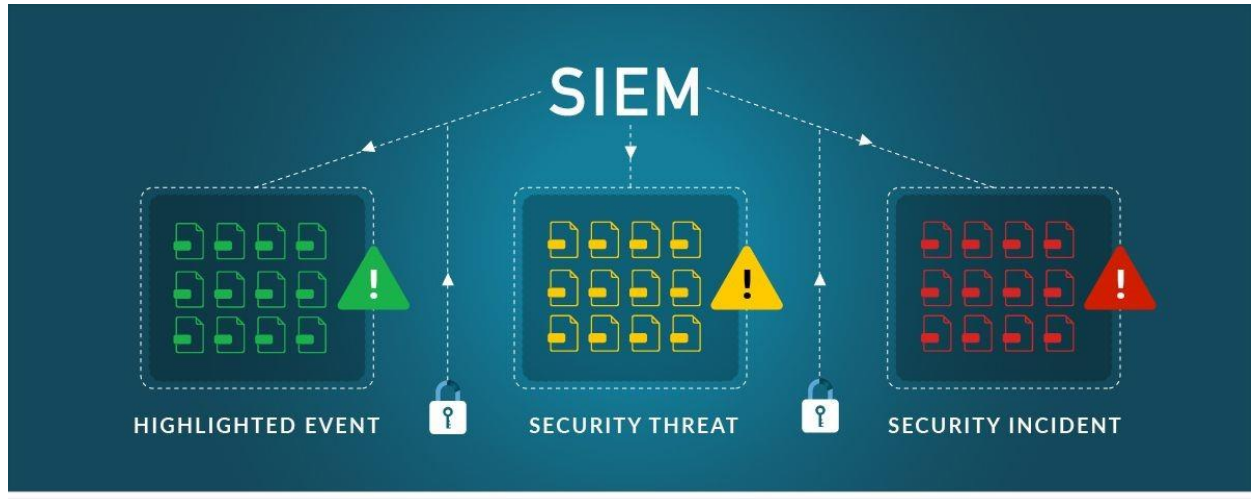 SIEM
HIGHLIGHTED EVENT
SECURITY THREAT
SECURITY INCIDENT